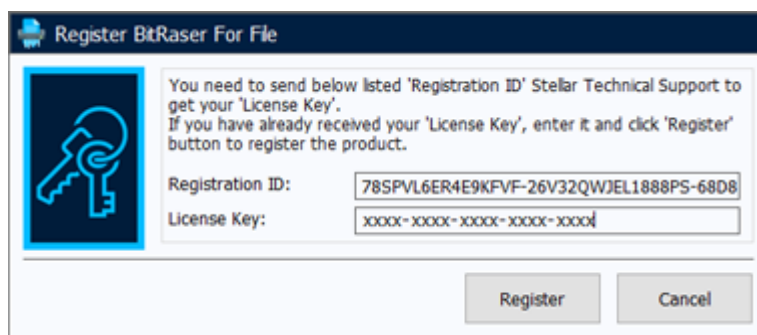 Register BitRaser For File
You need to send below listed 'Registration ID' Stellar Technical Support to
get your 'License Key'.
If you have already received your 'License Key', enter it and click 'Register'
button to register the product.
Registration ID: 78SPVL6ER4E9KFVF-26V32QWJEL1888PS-68D8
License Key: xxxx-xxxx-xxxx-xxxx-xxxx
Register Cancel